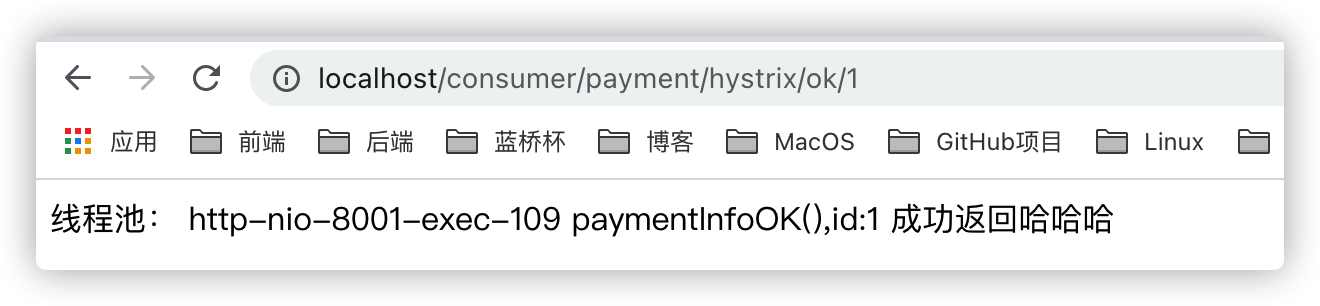 localhost/consumer/payment/hystrix/ok/1
应用 前端 后端 蓝桥杯 博客 MacOS GitHub项目 Linux
线程池： http-nio-8001-exec-109 paymentInfoOK(),id:1 成功返回哈哈哈